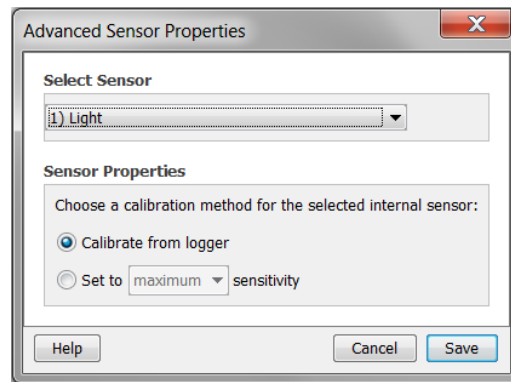 Advanced Sensor Properties
Select Sensor
1) Light
Sensor Properties
Choose a calibration method for the selected internal sensor:
Calibrate from logger
Set to maximum sensitivity
Help Cancel Save